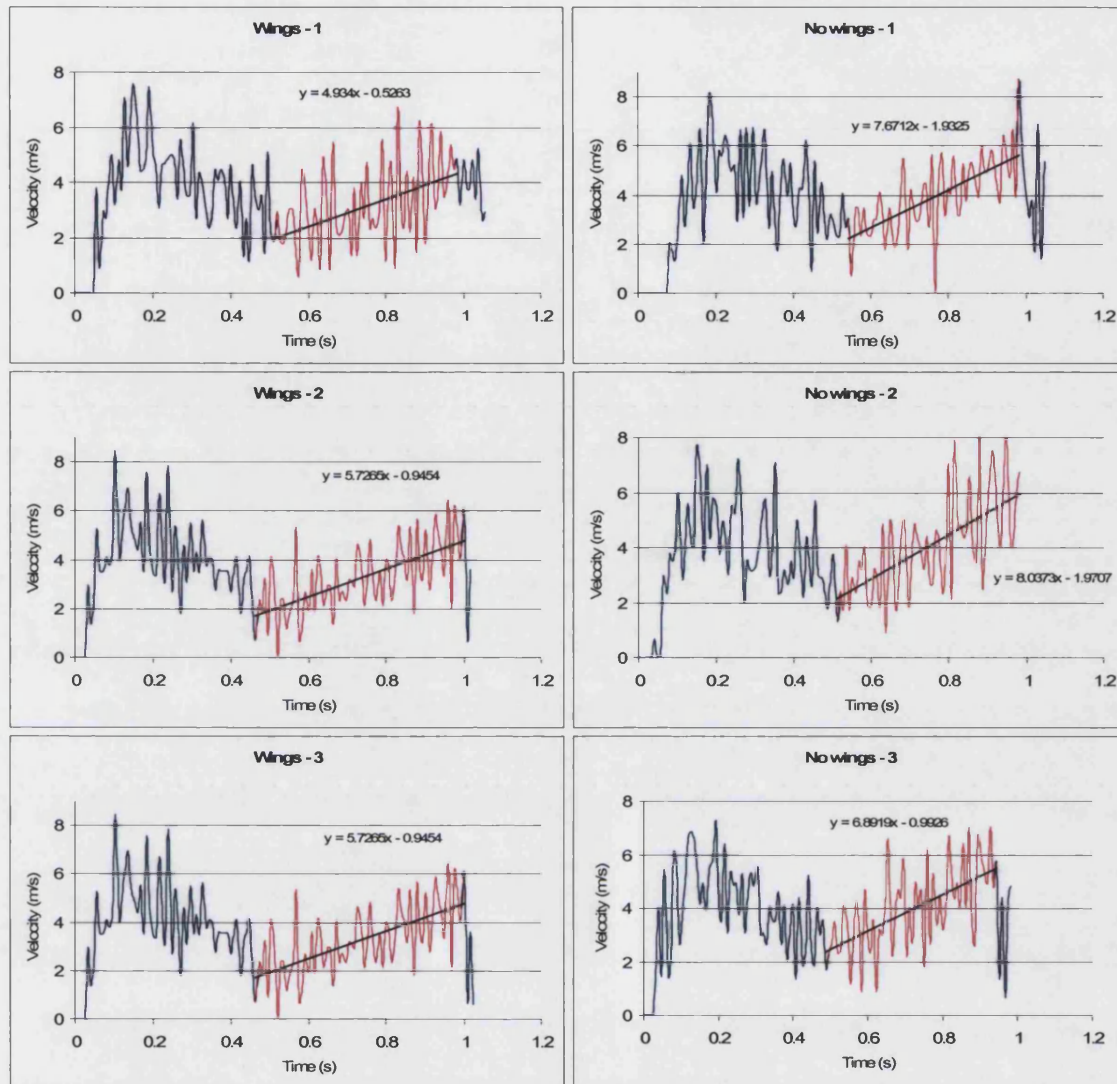 Wings - 1
y = 4.934x - 0.5263
Velocity (m/s)
8
6
4
2
0
0 0.2 0.4 0.6 0.8 1 1.2
Time (s)
No wings - 1
y = 7.6712x - 1.9325
Velocity (m/s)
8
6
4
2
0
0 0.2 0.4 0.6 0.8 1 1.2
Time (s)
Wings - 2
y = 5.7265x - 0.9454
Velocity (m/s)
8
6
4
2
0
0 0.2 0.4 0.6 0.8 1 1.2
Time (s)
No wings - 2
y = 8.0373x - 1.9707
Velocity (m/s)
8
6
4
2
0
0 0.2 0.4 0.6 0.8 1 1.2
Time (s)
Wings - 3
y = 5.7265x - 0.9454
Velocity (m/s)
8
6
4
2
0
0 0.2 0.4 0.6 0.8 1 1.2
Time (s)
No wings - 3
y = 6.8919x - 0.9926
Velocity (m/s)
8
6
4
2
0
0 0.2 0.4 0.6 0.8 1 1.2
Time (s)